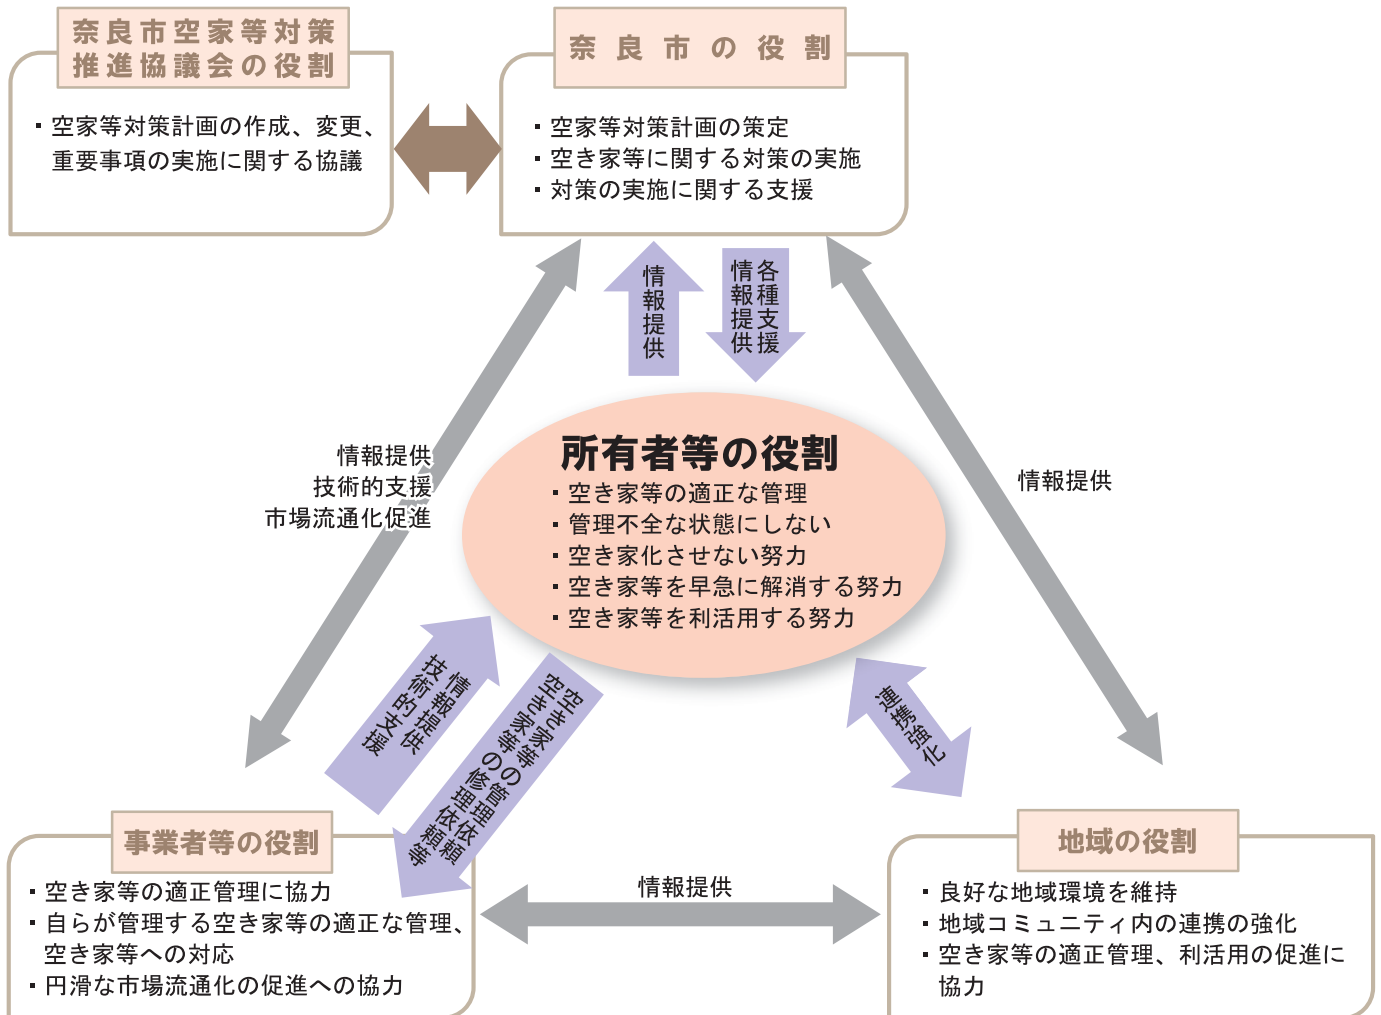 奈良市空家等対策
推進協議会の役割
・空家等対策計画の作成、変更、
重要事項の実施に関する協議
奈良市の役割
・空家等対策計画の策定
・空き家等に関する対策の実施
・対策の実施に関する支援
情報提供
各種支援
情報提供
情報提供
技術的支援
市場流通化促進
情報提供
所有者等の役割
・空き家等の適正な管理
・管理不全な状態にしない
・空き家化させない努力
・空き家等を早急に解消する努力
・空き家等を利活用する努力
情報提供
技術的支援
空き家等の管理依頼
空き家等の修理依頼等
連携強化
事業者等の役割
・空き家等の適正管理に協力
・自らが管理する空き家等の適正な管理、
空き家等への対応
・円滑な市場流通化の促進への協力
情報提供
地域の役割
・良好な地域環境を維持
・地域コミュニティ内の連携の強化
・空き家等の適正管理、利活用の促進に
協力